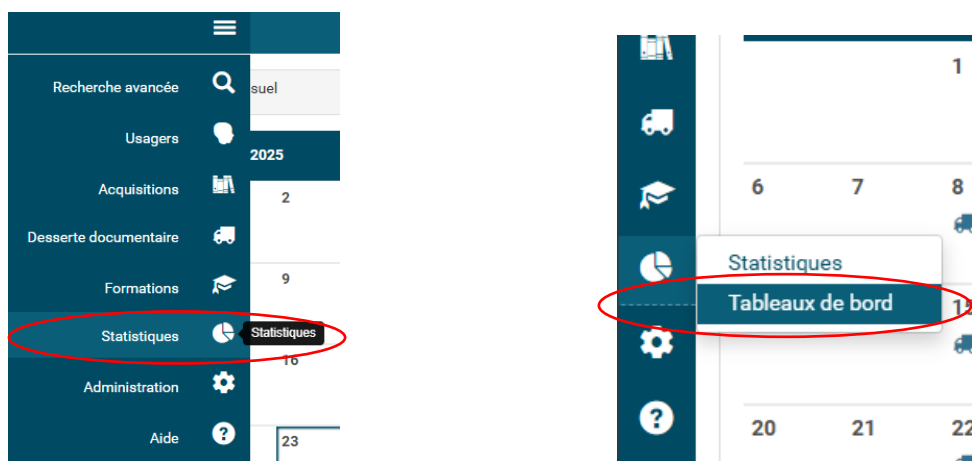 Recherche avancée
suel
Usagers
2025
Acquisitions
2
Desserte documentaire
9
Formations
Statistiques
Statistiques
16
Administration
Aide
23
1
6 7 8
Statistiques
Tableaux de bord
15
20 21 22